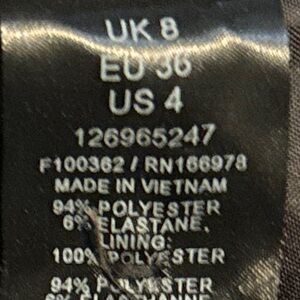 UK 8
EU 36
US 4
126965247
F100362 / RN166978
MADE IN VIETNAM
94% POLYESTER
6% ELASTANE,
LINING:
100% POLYESTER
94% POLYESTER